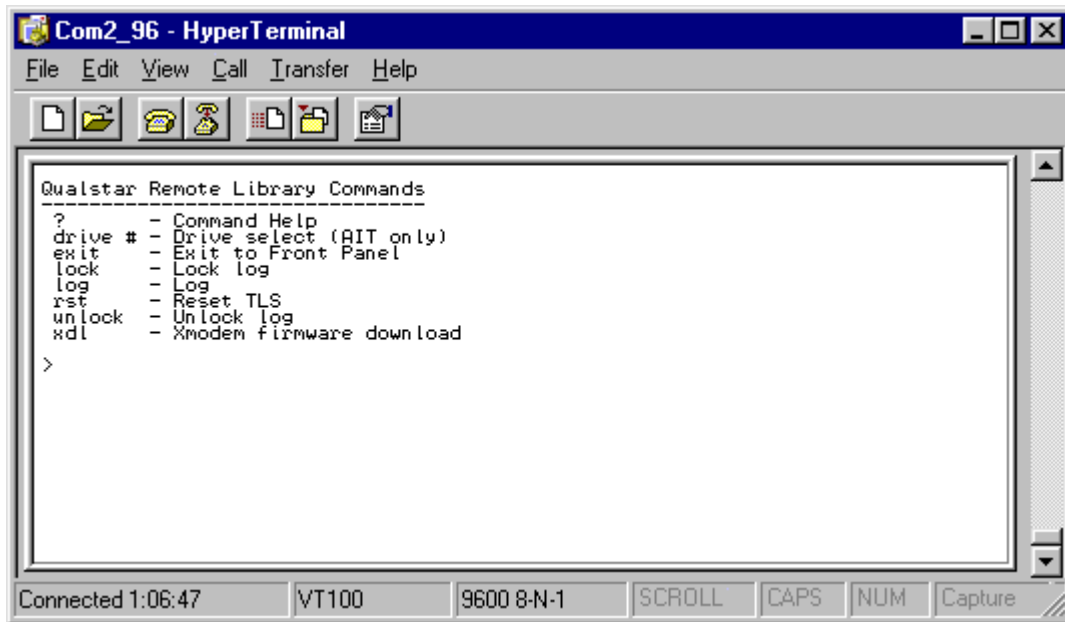 Com2_96 - HyperTerminal
File Edit View Call Transfer Help
Qualstar Remote Library Commands
---------------------------------
? - Command Help
drive # - Drive select (AIT only)
exit - Exit to Front Panel
lock - Lock log
log - Log
rst - Reset TLS
unlock - Unlock log
xdl - Xmodem firmware download
>
Connected 1:06:47 VT100 9600 8-N-1 SCROLL CAPS NUM Capture